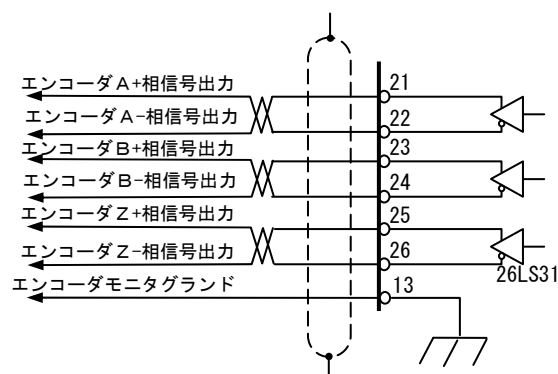 エンコーダA+相信号出力 21
エンコーダA-相信号出力 22
エンコーダB+相信号出力 23
エンコーダB-相信号出力 24
エンコーダZ+相信号出力 25
エンコーダZ-相信号出力 26
26LS31
エンコーダモニタグランド 13